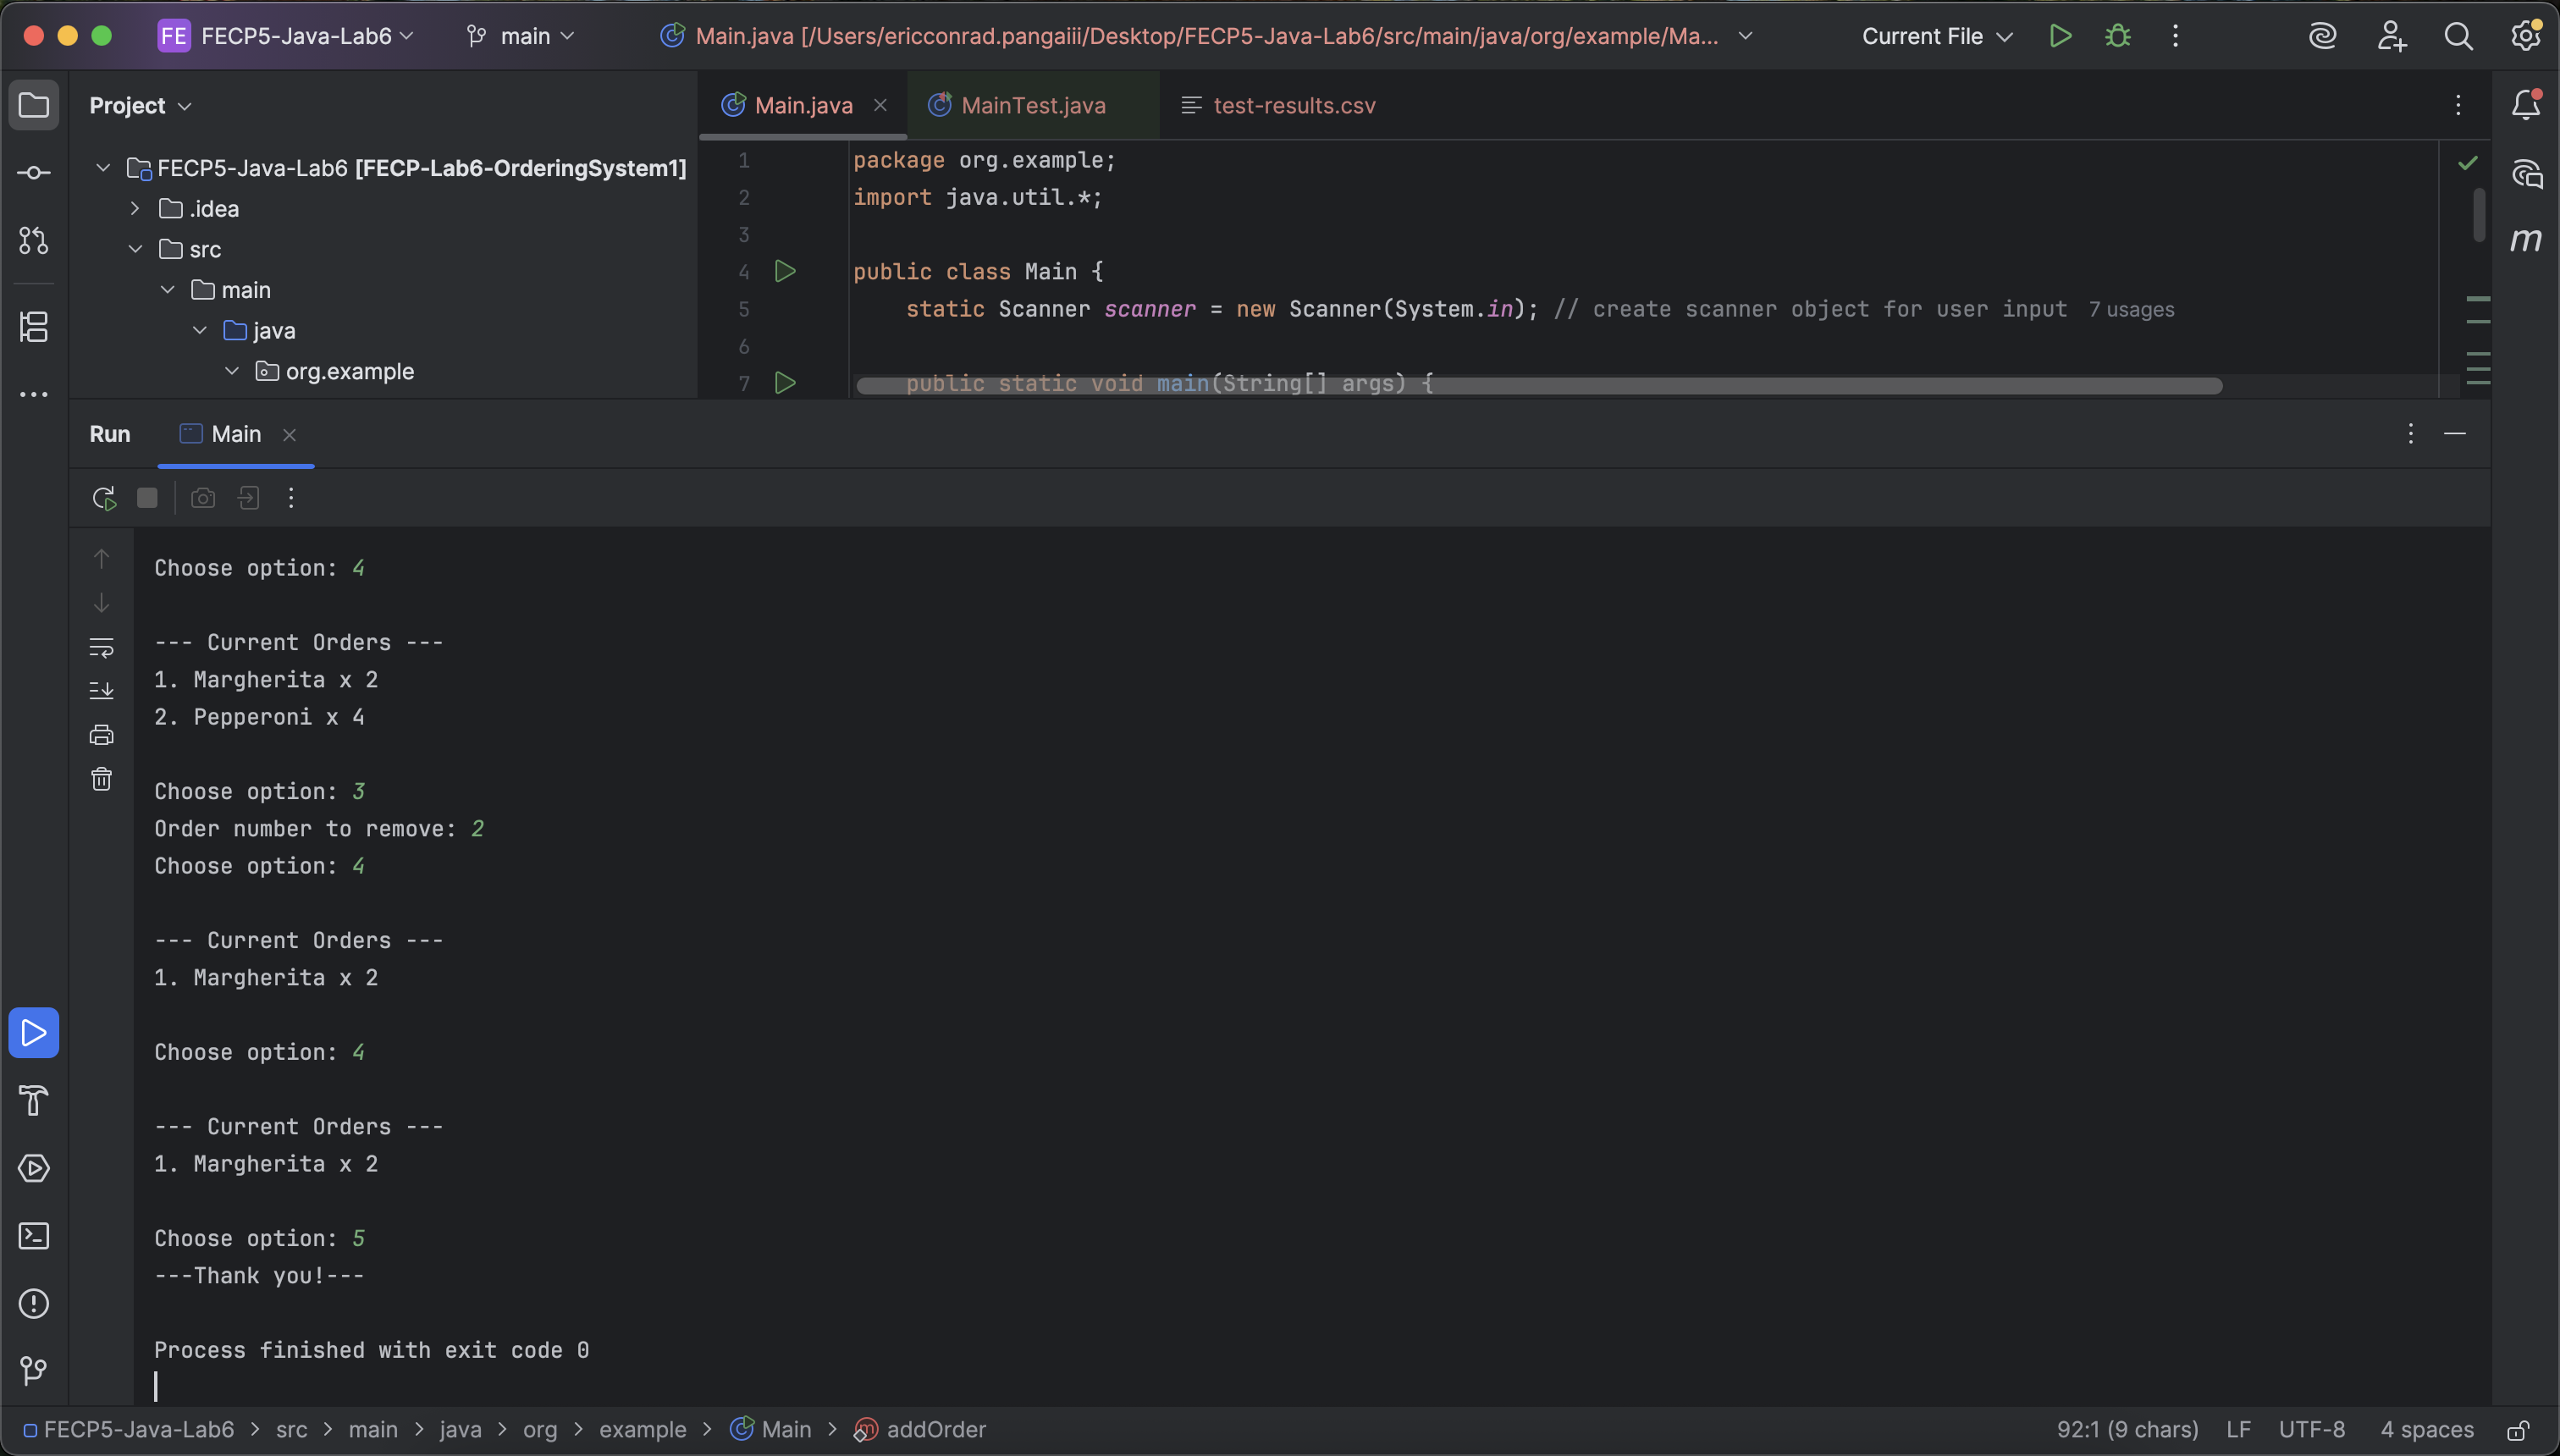 FE FECP5-Java-Lab6 main Main.java [/Users/ericconrad.pangaiii/Desktop/FECP5-Java-Lab6/src/main/java/org/example/Ma... Current File
Project
Main.java MainTest.java test-results.csv
FECP5-Java-Lab6 [FECP-Lab6-OrderingSystem1]
.idea
src
main
java
org.example
1 package org.example;
2 import java.util.*;
3
4 public class Main {
5 static Scanner scanner = new Scanner(System.in); // create scanner object for user input 7 usages
6
7 public static void main(String[] args) {
m
Run Main
Choose option: 4
--- Current Orders ---
1. Margherita x 2
2. Pepperoni x 4
Choose option: 3
Order number to remove: 2
Choose option: 4
--- Current Orders ---
1. Margherita x 2
Choose option: 4
--- Current Orders ---
1. Margherita x 2
Choose option: 5
---Thank you!---
Process finished with exit code 0
FECP5-Java-Lab6 > src > main > java > org > example > Main > addOrder 92:1 (9 chars) LF UTF-8 4 spaces